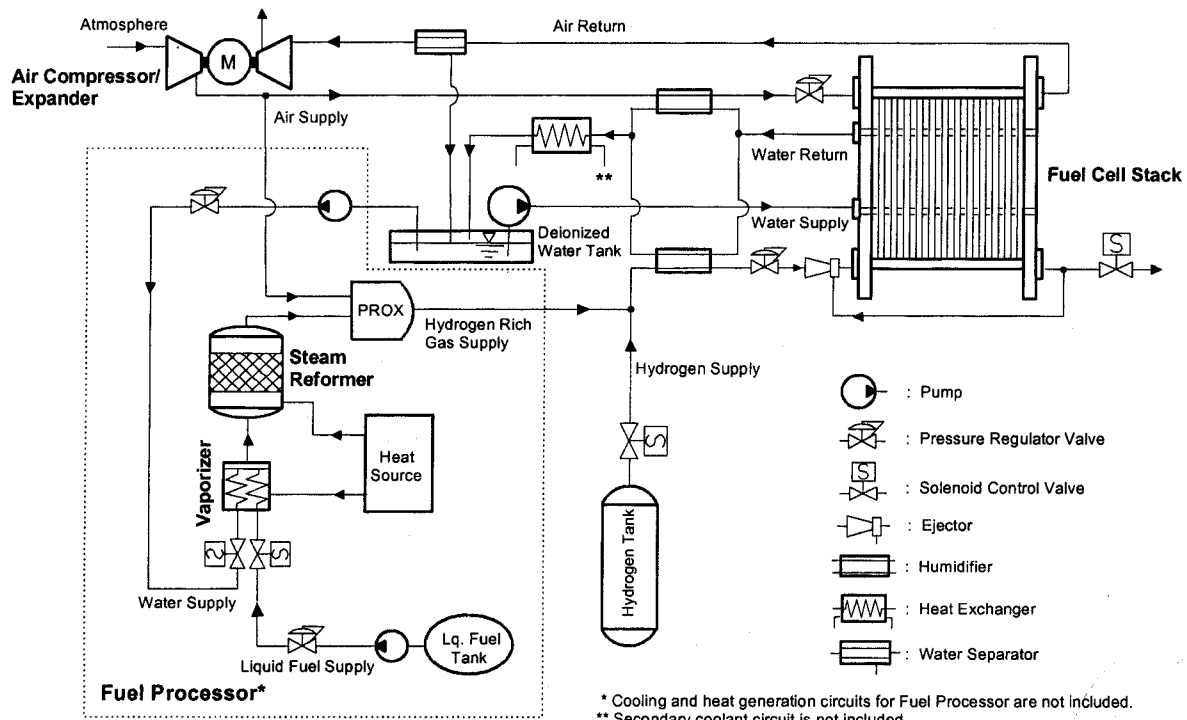 Atmosphere
Air Return
M
Air Compressor/
Expander
Air Supply
Water Return
Fuel Cell Stack
**
Water Supply
Deionized
Water Tank
S
PROX
Hydrogen Rich
Gas Supply
Steam
Reformer
Hydrogen Supply
Heat
Source
Vaporizer
S
S
S
Hydrogen Tank
Water Supply
Liquid Fuel Supply
Lq. Fuel
Tank
Fuel Processor*
: Pump
: Pressure Regulator Valve
S
: Solenoid Control Valve
: Ejector
: Humidifier
: Heat Exchanger
: Water Separator
* Cooling and heat generation circuits for Fuel Processor are not included.
** Secondary coolant circuit is not included